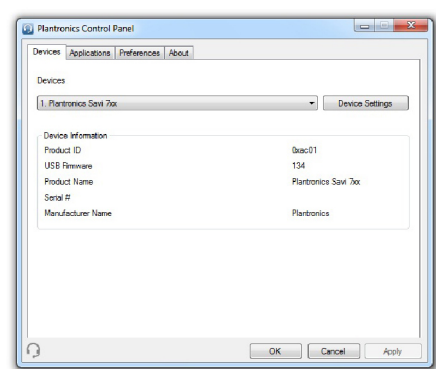 Plantronics Control Panel
Devices Applications Preferences About
Devices
1. Plantronics Savi 7xx Device Settings
Device Information
Product ID 0xac01
USB Firmware 134
Product Name Plantronics Savi 7xx
Serial #
Manufacturer Name Plantronics
OK Cancel Apply